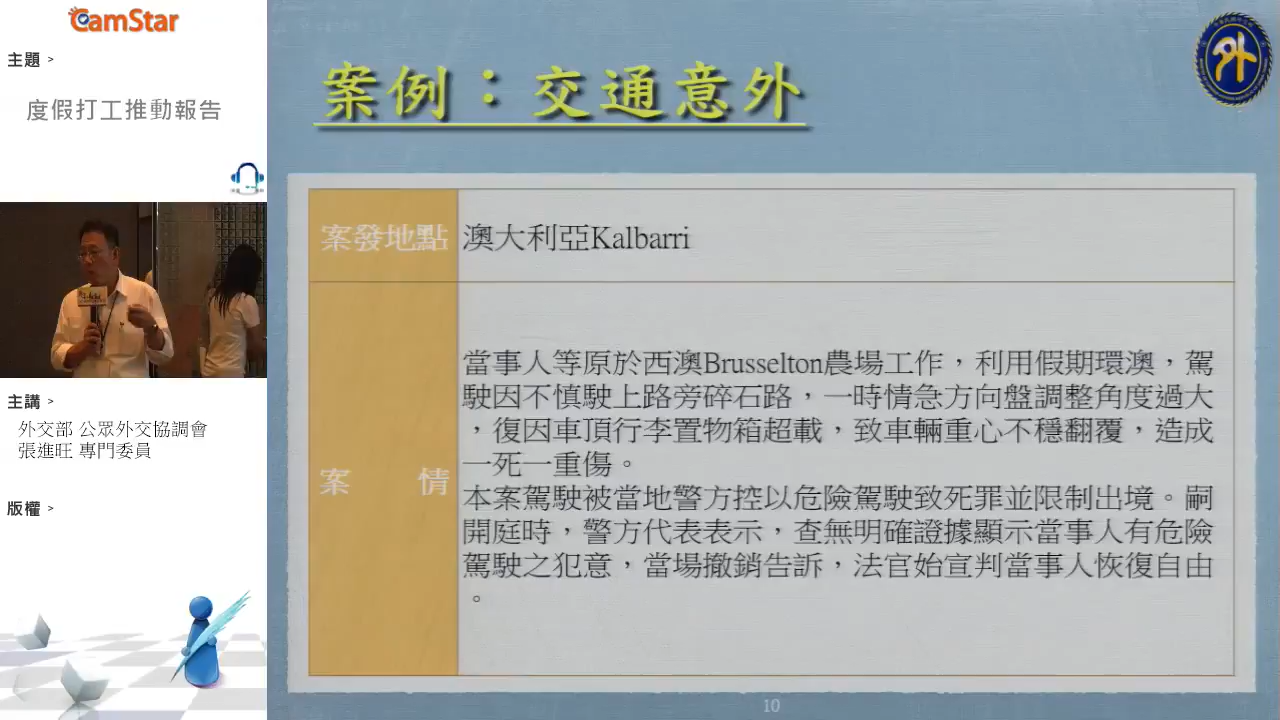 CamStar
主題 >
度假打工推動報告
主講 >
外交部 公眾外交協調會
張進旺 專門委員
版權 >
案例：交通意外
外
案發地點
澳大利亞Kalbarri
案 情
當事人等原於西澳Brusselton農場工作，利用假期環澳，駕
駛因不慎駛上路旁碎石路，一時情急方向盤調整角度過大
，復因車頂行李置物箱超載，致車輛重心不穩翻覆，造成
一死一重傷。
本案駕駛被當地警方控以危險駕駛致死罪並限制出境。嗣
開庭時，警方代表表示，查無明確證據顯示當事人有危險
駕駛之犯意，當場撤銷告訴，法官始宣判當事人恢復自由
。
10